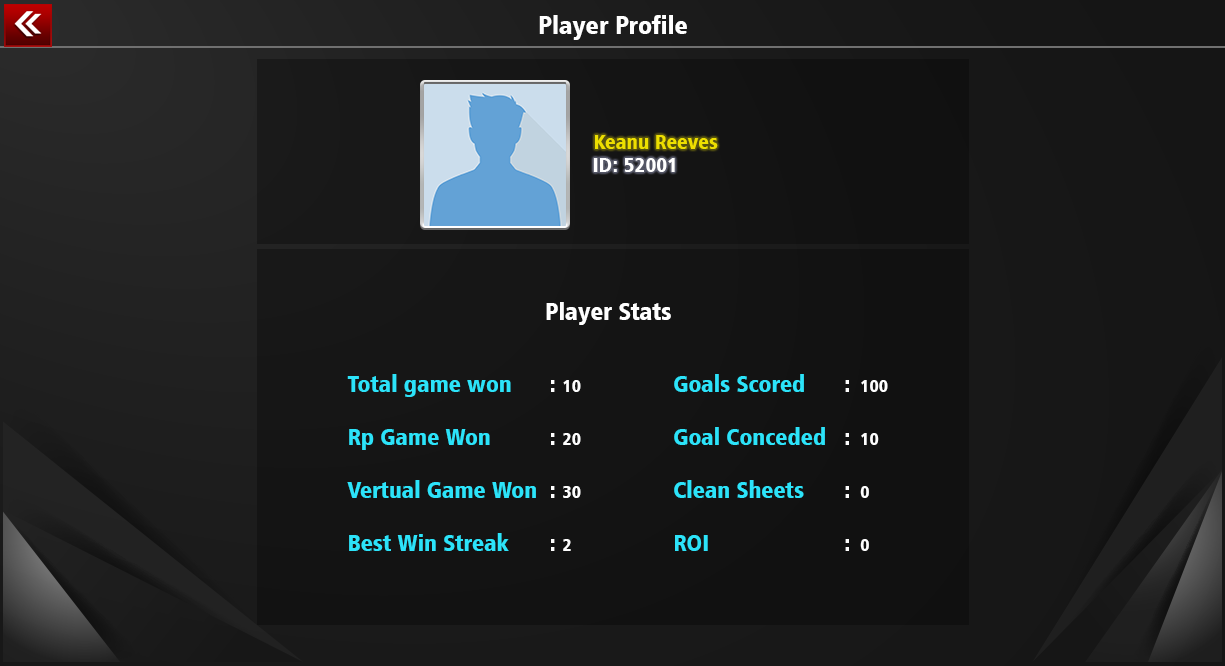 Player Profile
Keanu Reeves
ID: 52001
Player Stats
Total game won : 10
Rp Game Won : 20
Vertual Game Won : 30
Best Win Streak : 2
Goals Scored : 100
Goal Conceded : 10
Clean Sheets : 0
ROI : 0